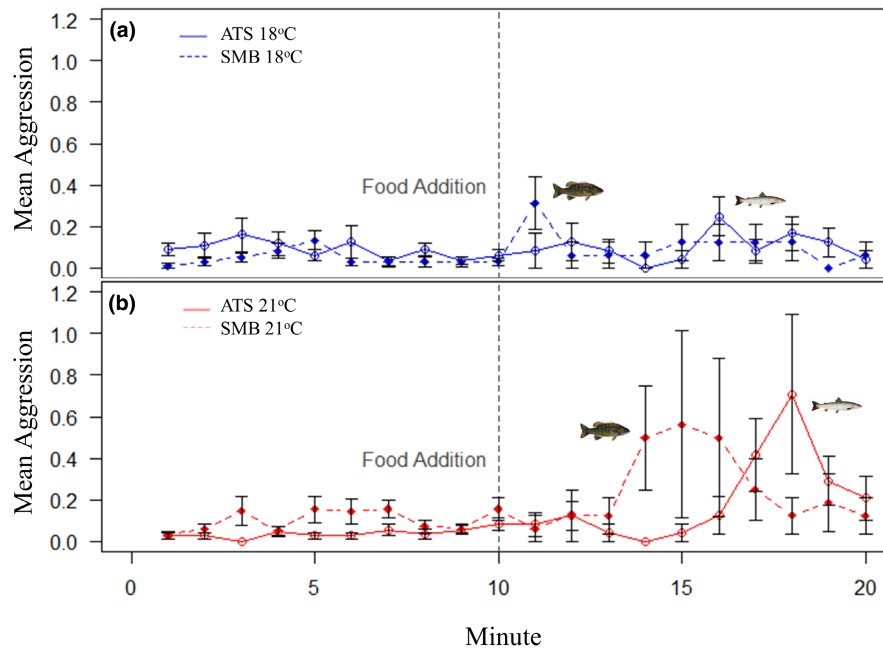 (a)
ATS 18°C
SMB 18°C
Food Addition
Mean Aggression
1.2
1.0
0.8
0.6
0.4
0.2
0.0
(b)
ATS 21°C
SMB 21°C
Food Addition
Mean Aggression
1.2
1.0
0.8
0.6
0.4
0.2
0.0
0 5 10 15 20
Minute